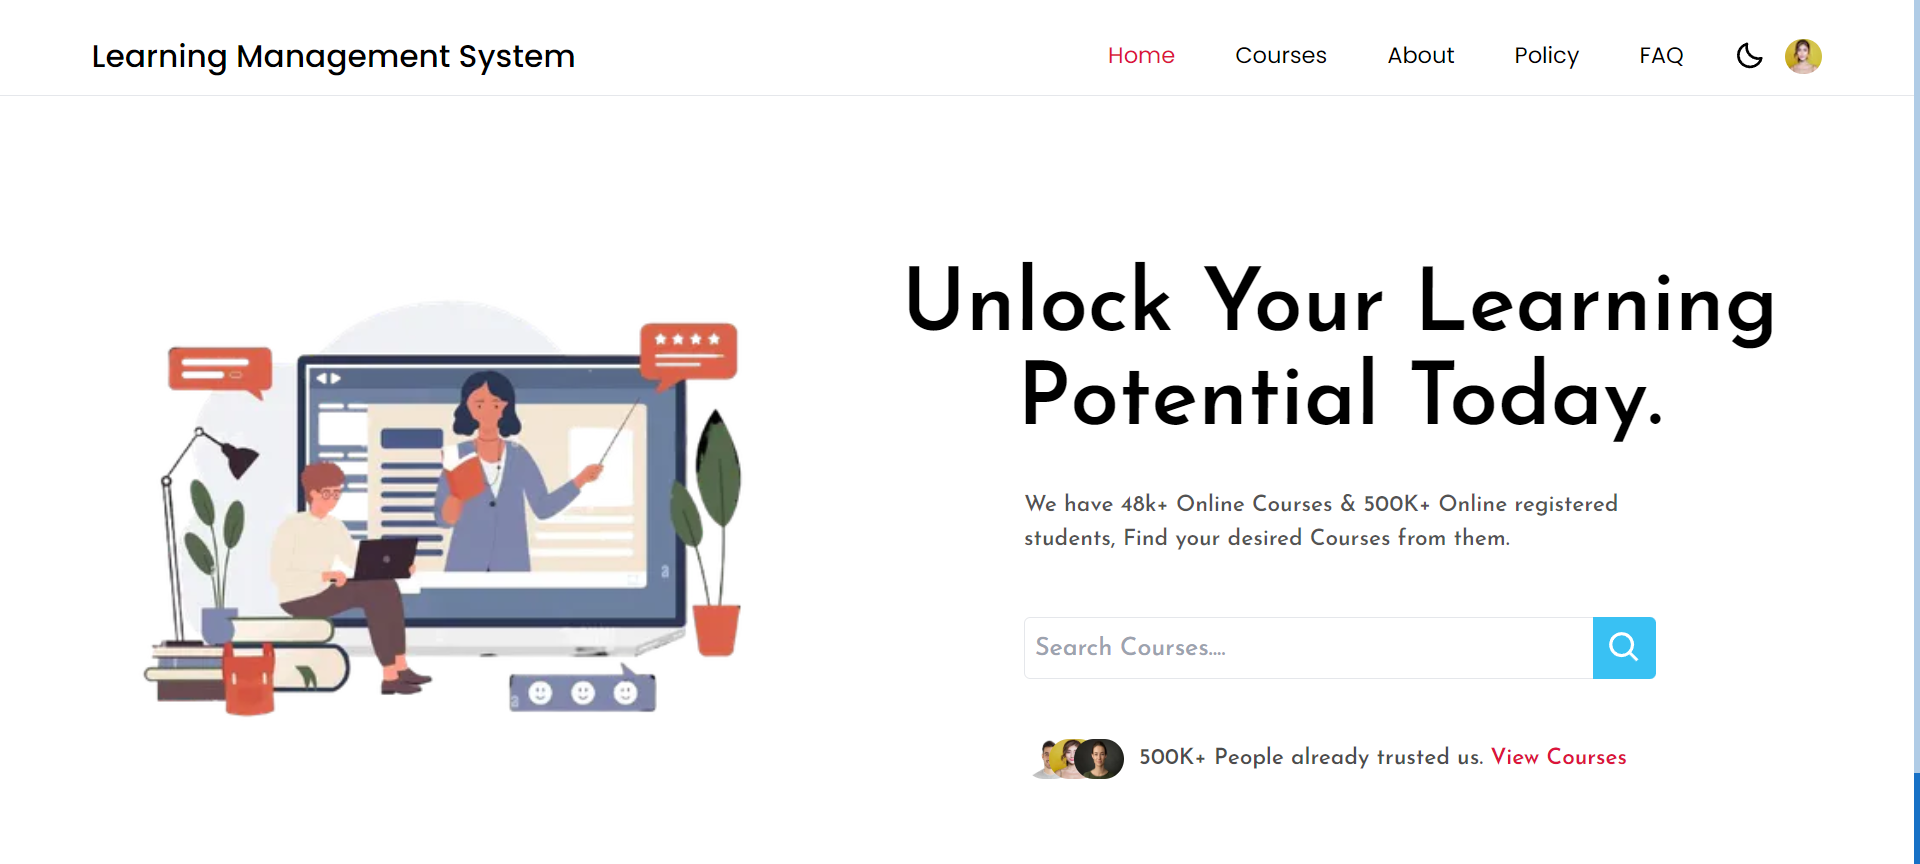 Learning Management System
Home
Courses
About
Policy
FAQ
Unlock Your Learning
Potential Today.
We have 48k+ Online Courses & 500K+ Online registered
students, Find your desired Courses from them.
Search Courses....
500K+ People already trusted us. View Courses